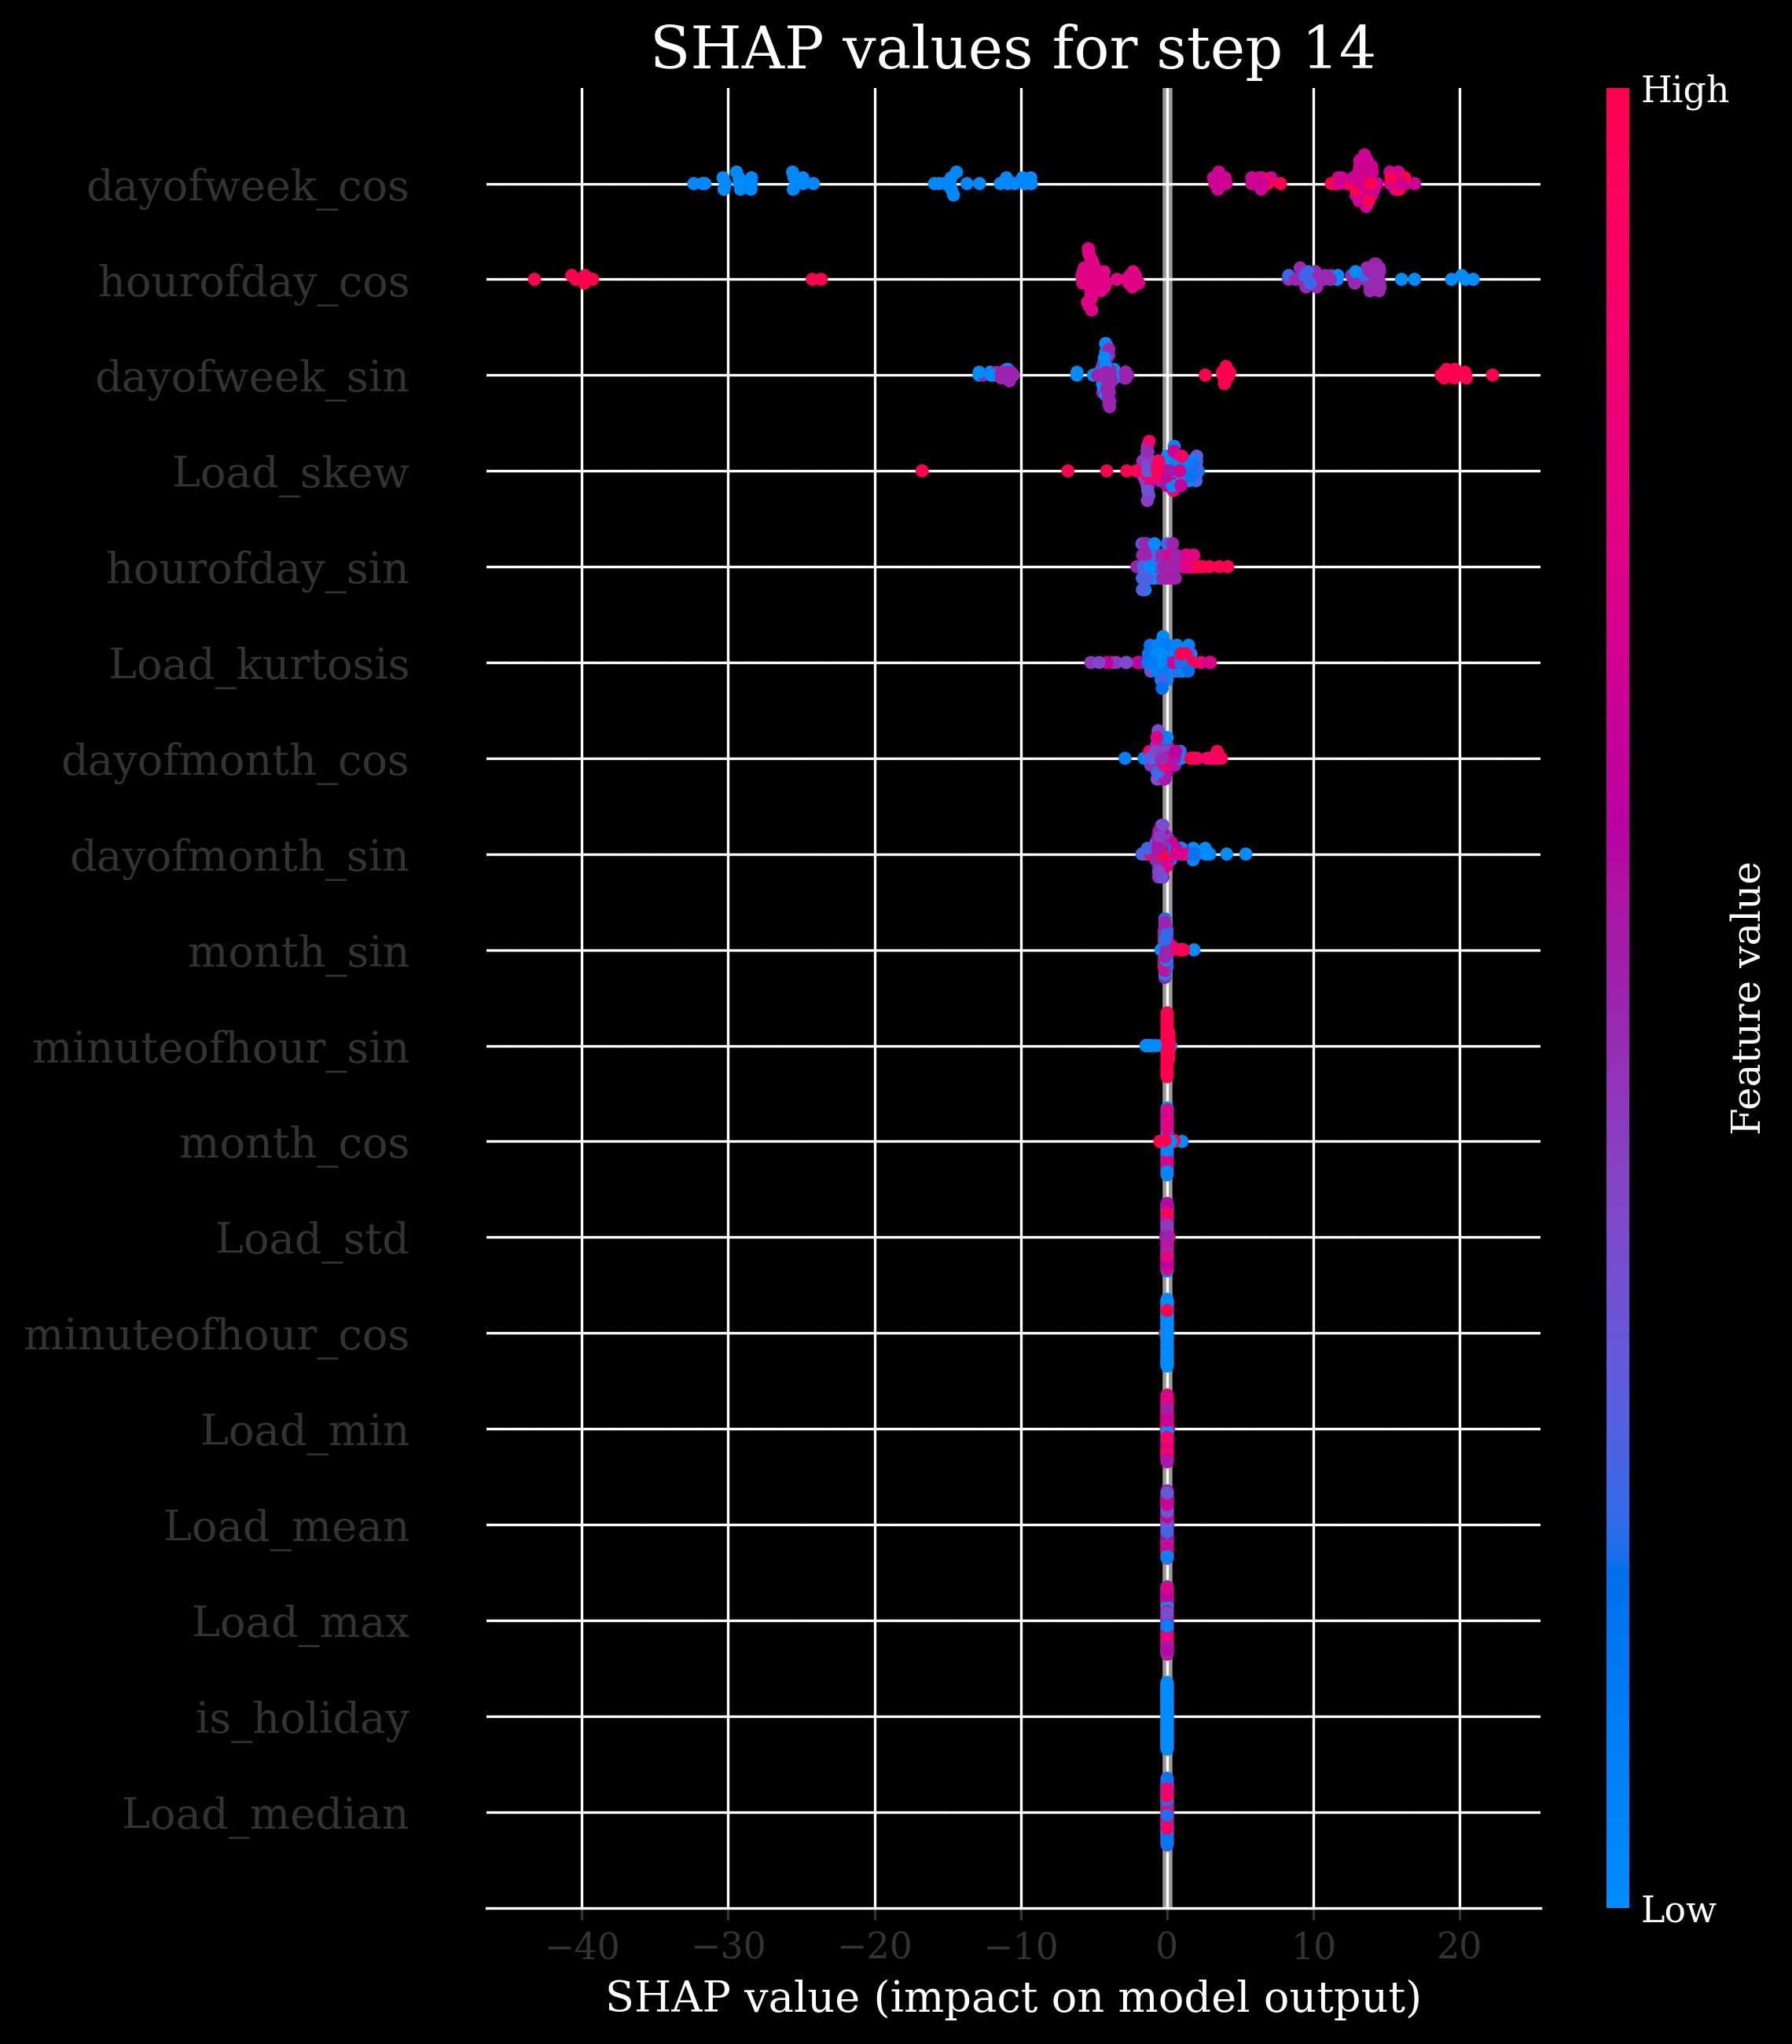 SHAP values for step 14
High
dayofweek_cos
hourofday_cos
dayofweek_sin
Load_skew
hourofday_sin
Load_kurtosis
dayofmonth_cos
dayofmonth_sin
month_sin
minuteofhour_sin
month_cos
Load_std
minuteofhour_cos
Load_min
Load_mean
Load_max
is_holiday
Load_median
Feature value
Low
−40 −30 −20 −10 0 10 20
SHAP value (impact on model output)